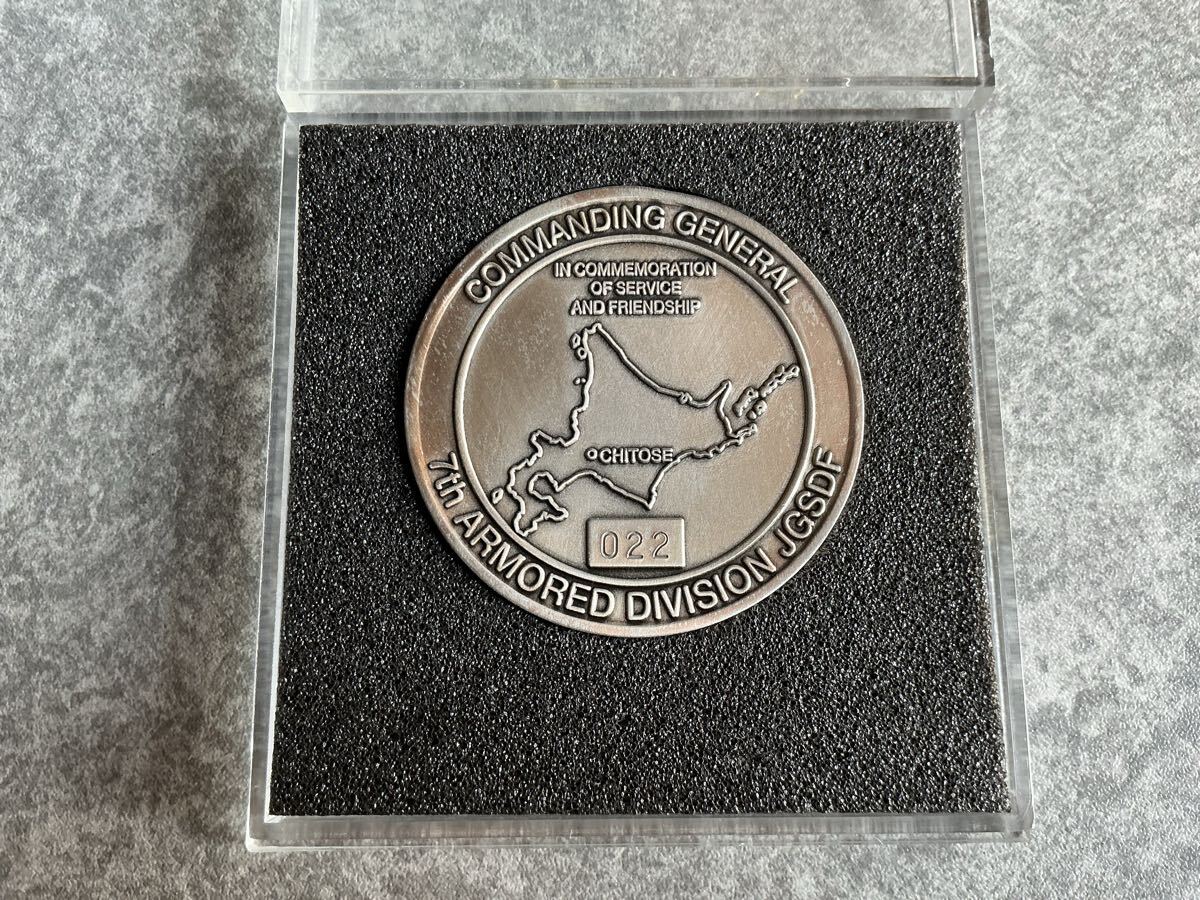 COMMANDING GENERAL
IN COMMEMORATION
OF SERVICE
AND FRIENDSHIP
CHITOSE
022
7th ARMORED DIVISION JGSDF